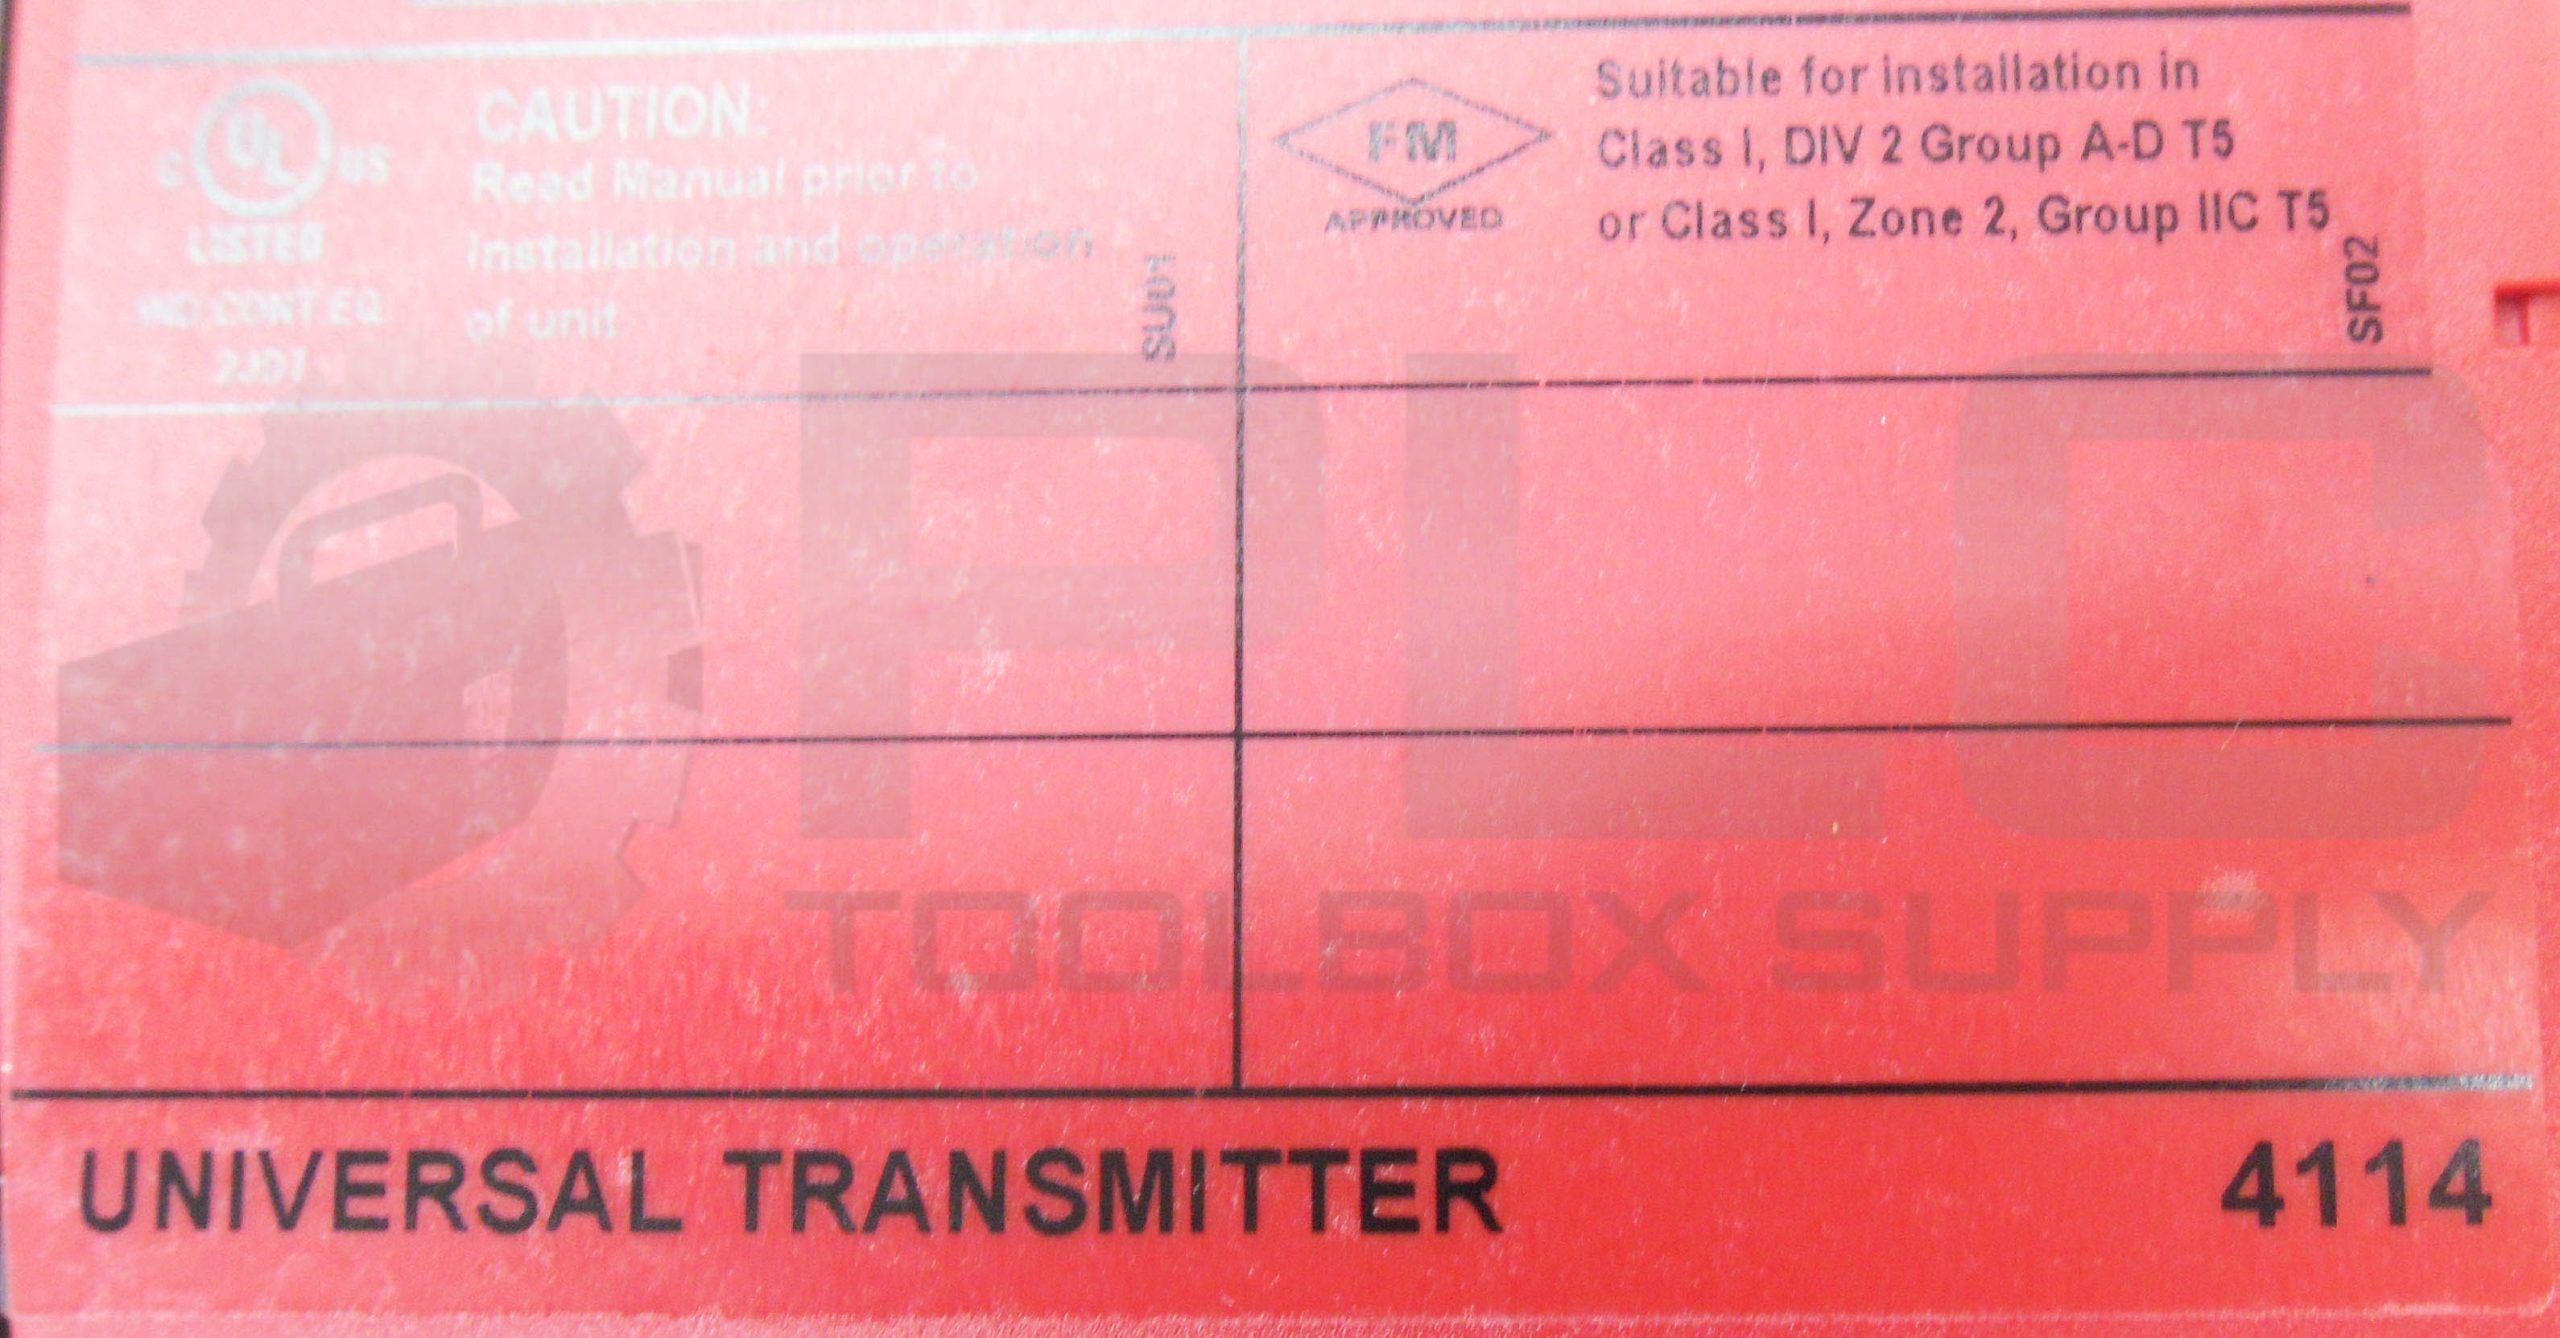 C UL US
LISTED
IND CONT EQ
2JD7
CAUTION:
Read Manual prior to
installation and operation
of unit
SU01
FM
APPROVED
Suitable for installation in
Class I, DIV 2 Group A-D T5
or Class I, Zone 2, Group IIC T5
SF02
PLC
TOOLBOX SUPPLY
UNIVERSAL TRANSMITTER 4114